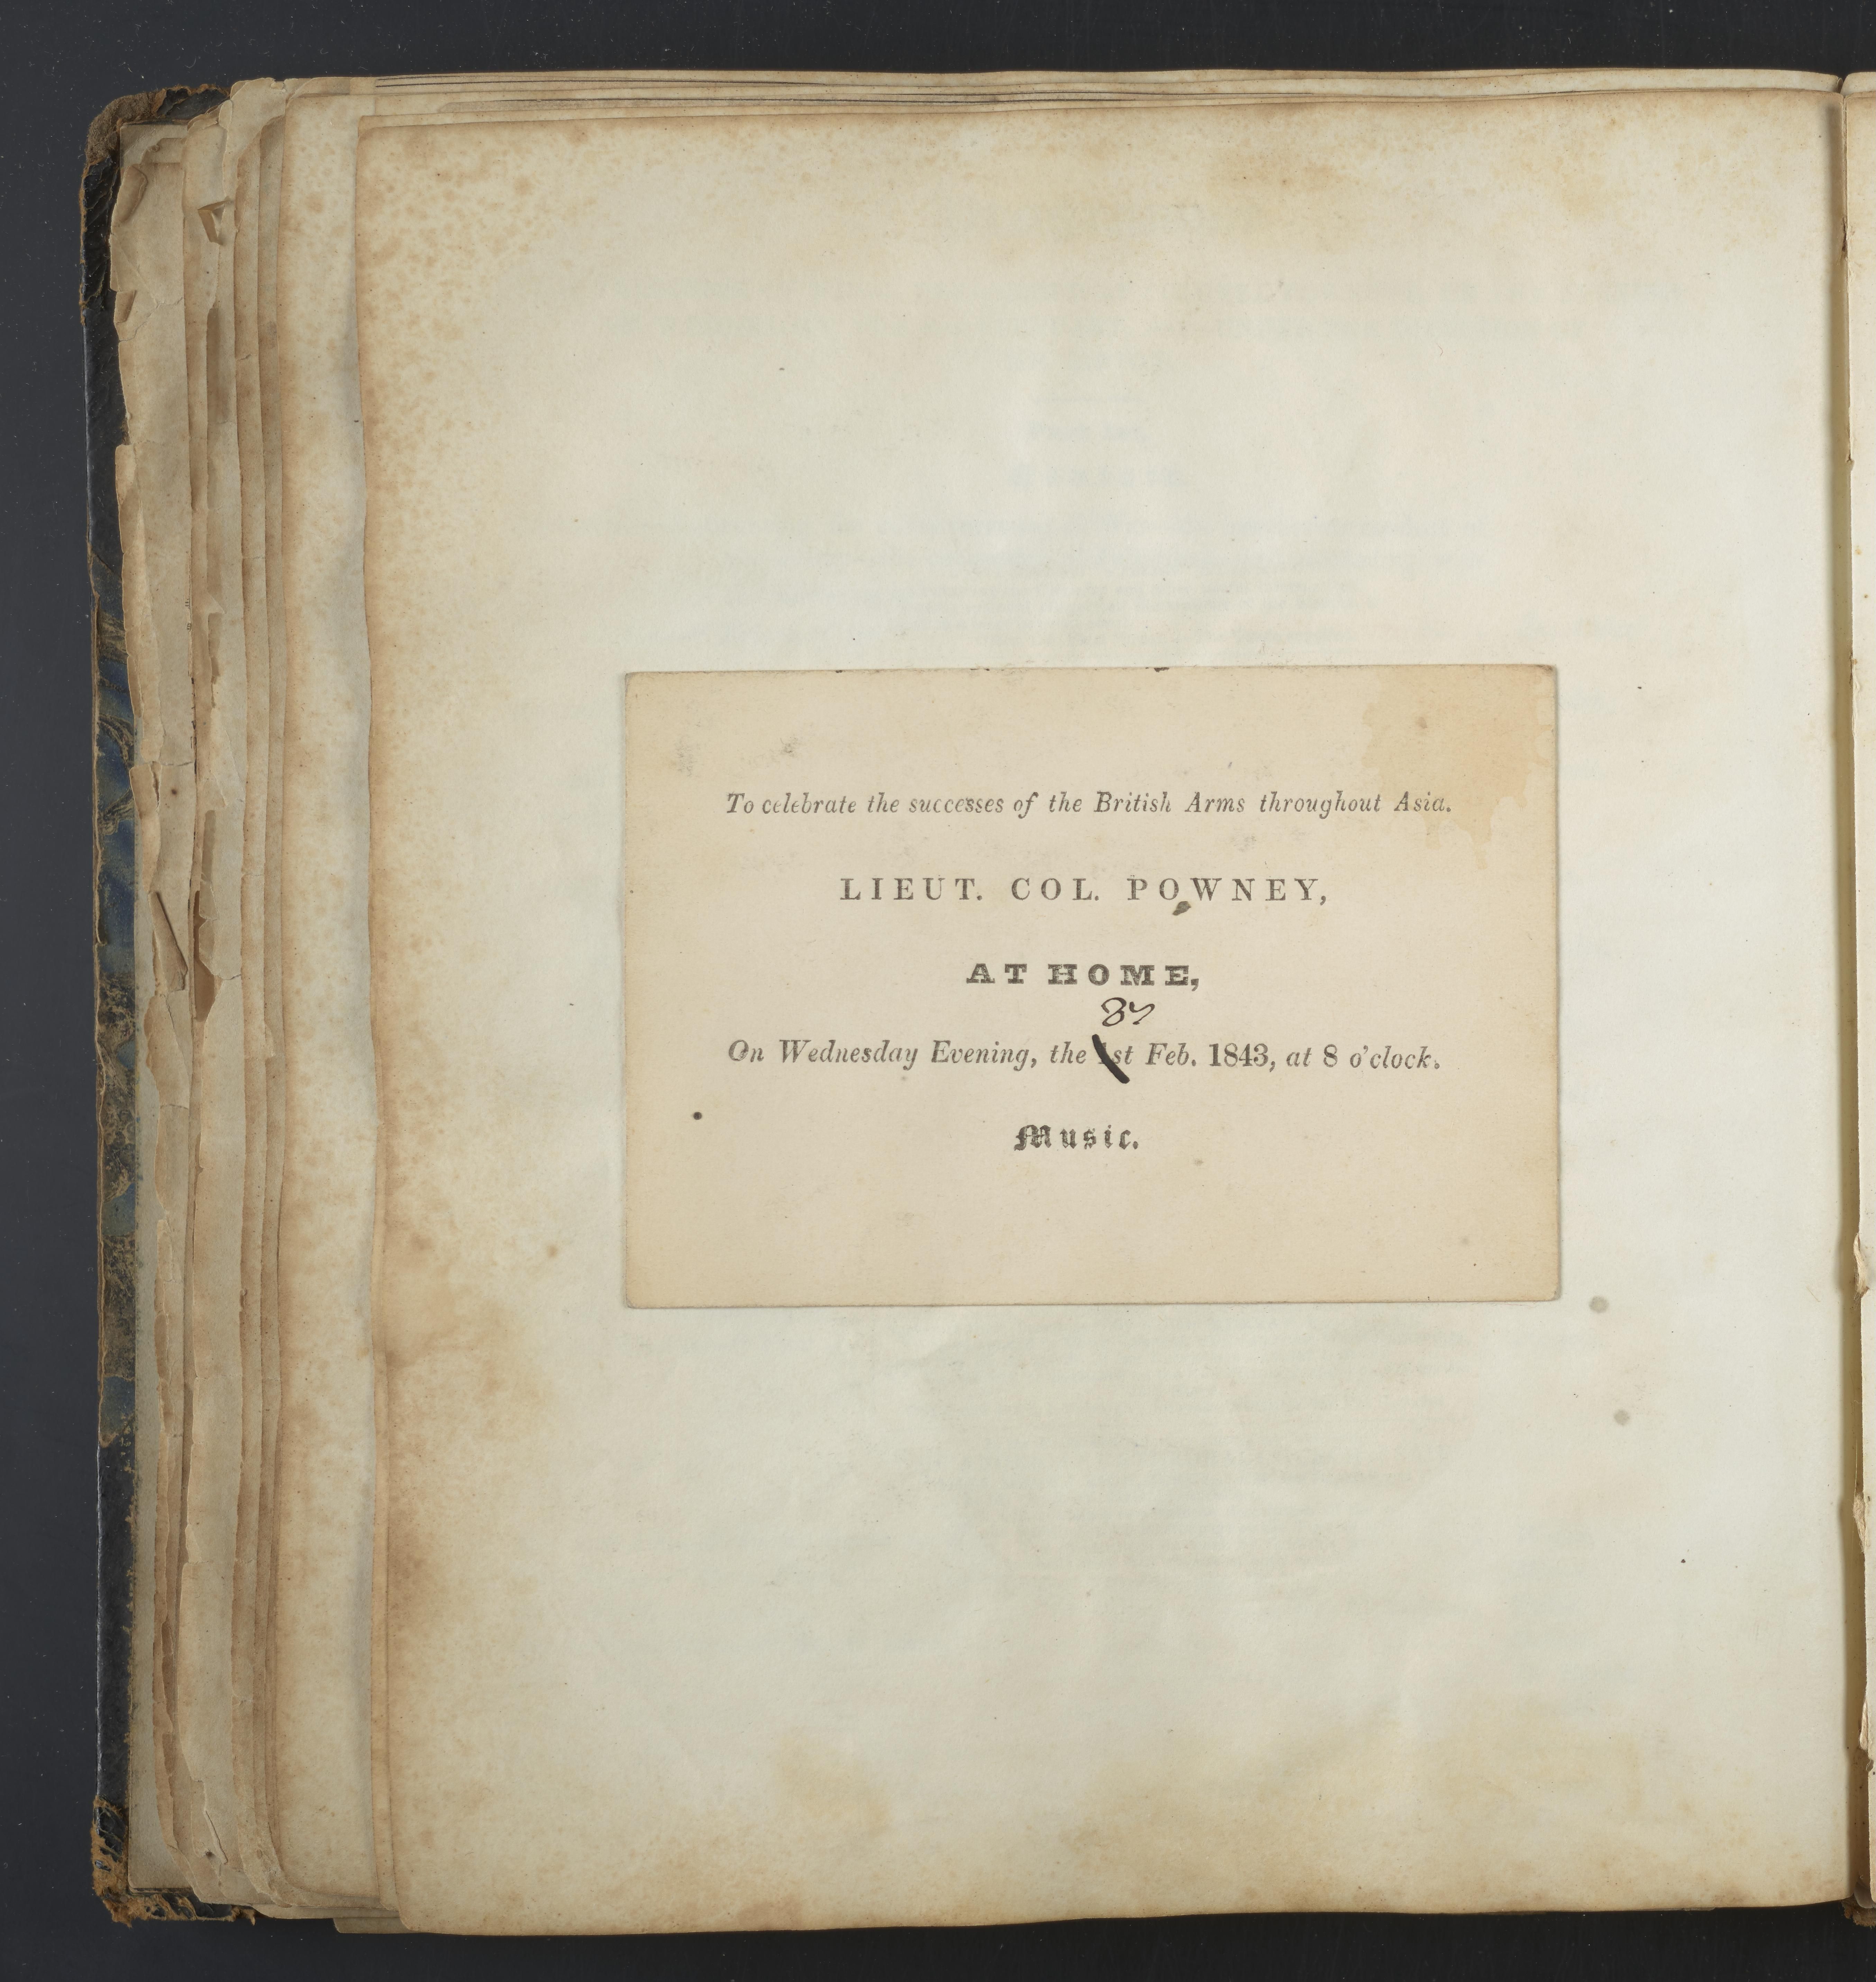 To celebrate the successes of the British Arms throughout Asia.
LIEUT. COL. POWNEY,
AT HOME,
8
On Wednesday Evening, the 1st Feb. 1843, at 8 o'clock.
Music.